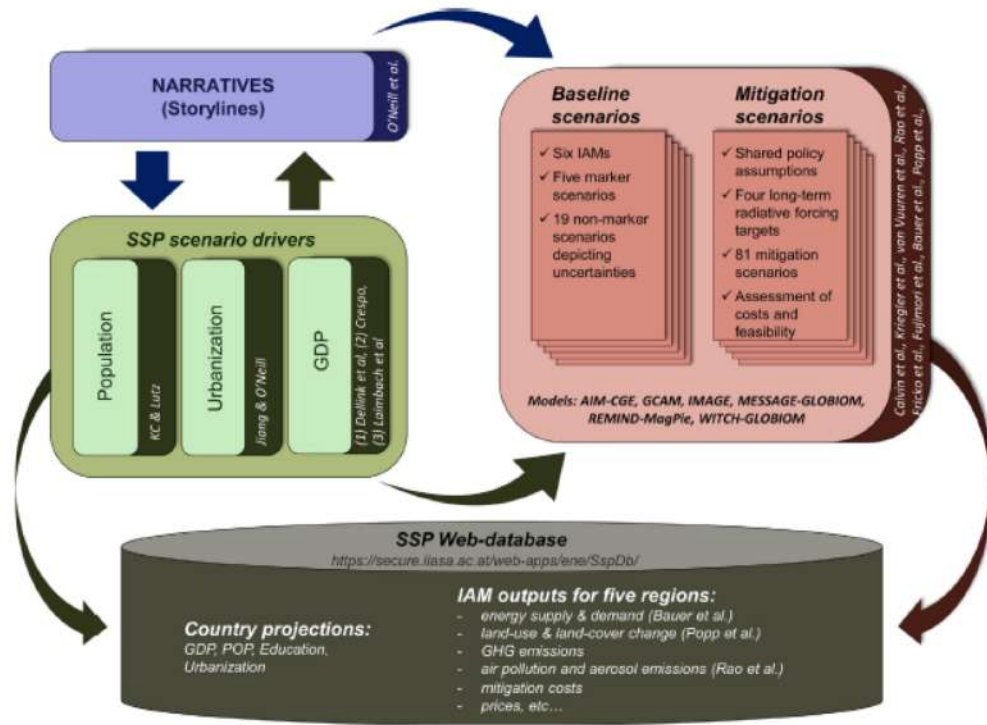 NARRATIVES
(Storylines)
O'Neill et al.
SSP scenario drivers
Population
KC & Lutz
Urbanization
Jiang & O'Neill
GDP
(1) Dellink et al, (2) Crespo,
(3) Laimbach et al
Baseline
scenarios
✓ Six IAMs
✓ Five marker
scenarios
✓ 19 non-marker
scenarios
depicting
uncertainties
Mitigation
scenarios
✓ Shared policy
assumptions
✓ Four long-term
radiative forcing
targets
✓ 81 mitigation
scenarios
✓ Assessment of
costs and
feasibility
Models: AIM-CGE, GCAM, IMAGE, MESSAGE-GLOBIOM,
REMIND-MagPie, WITCH-GLOBIOM
Calvin et al., Kriegler et al., van Vuuren et al., Rao et al.,
Fricko et al., Fujimori et al., Bauer et al., Popp et al.,
SSP Web-database
https://secure.iiasa.ac.at/web-apps/ene/SspDb/
Country projections:
GDP, POP, Education,
Urbanization
IAM outputs for five regions:
- energy supply & demand (Bauer et al.)
- land-use & land-cover change (Popp et al.)
- GHG emissions
- air pollution and aerosol emissions (Rao et al.)
- mitigation costs
- prices, etc…